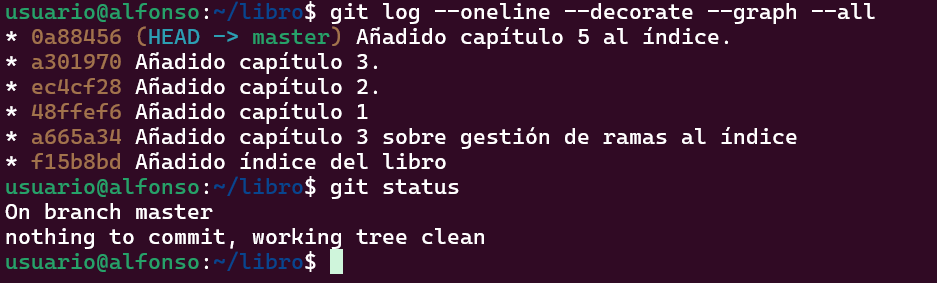 usuario@alfonso:~/libro$ git log --oneline --decorate --graph --all
* 0a88456 (HEAD -> master) Añadido capítulo 5 al índice.
* a301970 Añadido capítulo 3.
* ec4cf28 Añadido capítulo 2.
* 48ffef6 Añadido capítulo 1
* a665a34 Añadido capítulo 3 sobre gestión de ramas al índice
* f15b8bd Añadido índice del libro
usuario@alfonso:~/libro$ git status
On branch master
nothing to commit, working tree clean
usuario@alfonso:~/libro$